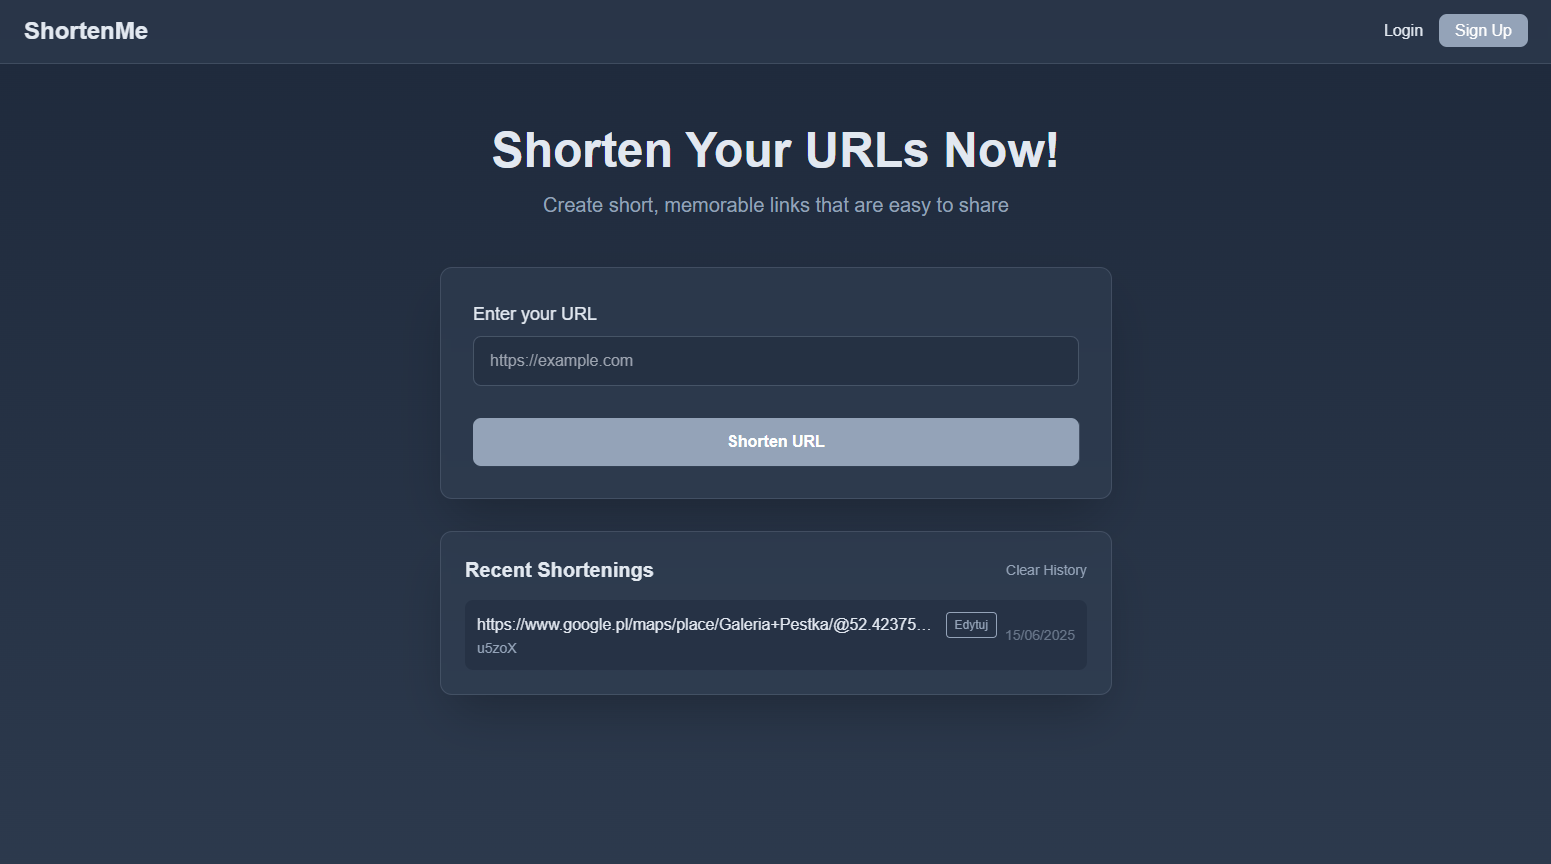 ShortenMe
Login
Sign Up
Shorten Your URLs Now!
Create short, memorable links that are easy to share
Enter your URL
https://example.com
Shorten URL
Recent Shortenings
Clear History
https://www.google.pl/maps/place/Galeria+Pestka/@52.42375...
Edytuj
15/06/2025
u5zoX